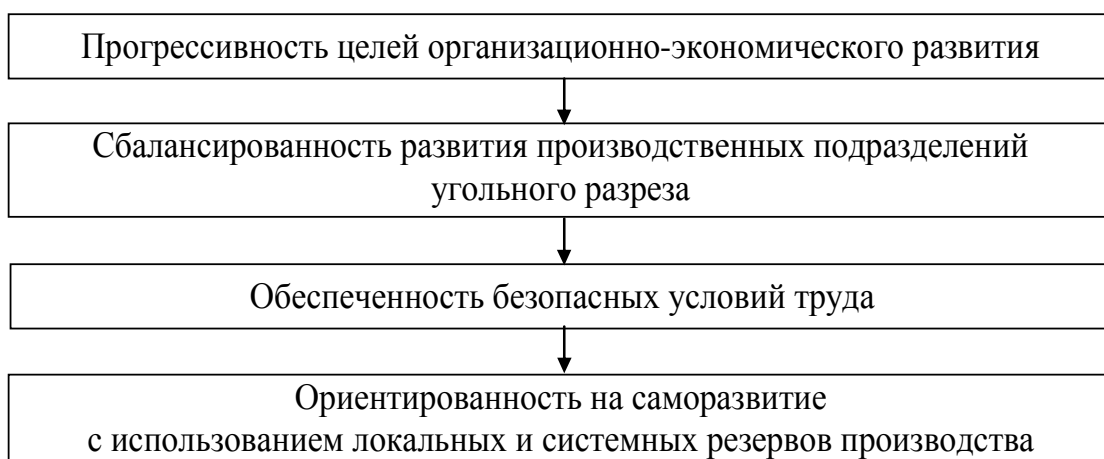 Прогрессивность целей организационно-экономического развития
Сбалансированность развития производственных подразделений
угольного разреза
Обеспеченность безопасных условий труда
Ориентированность на саморазвитие
с использованием локальных и системных резервов производства